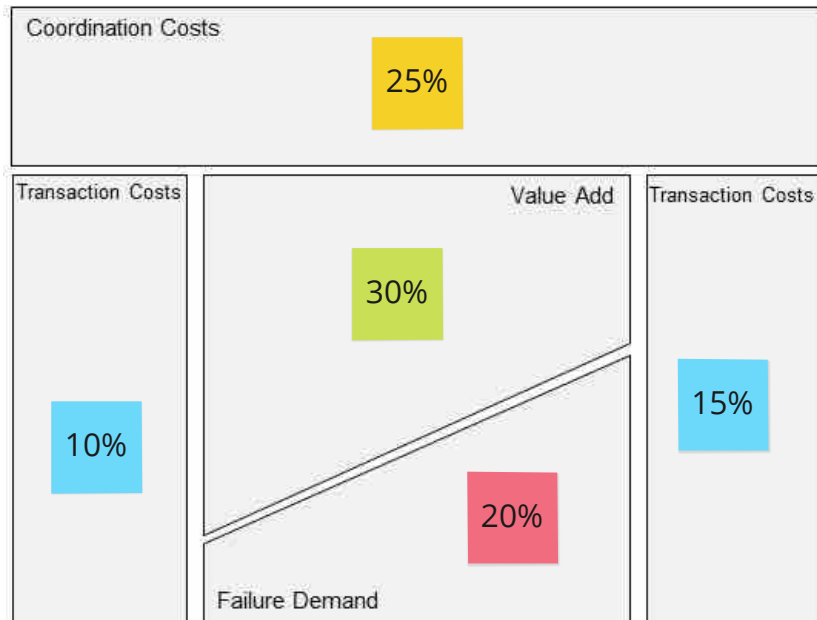 Coordination Costs
25%
Transaction Costs
Value Add
Transaction Costs
30%
15%
10%
20%
Failure Demand